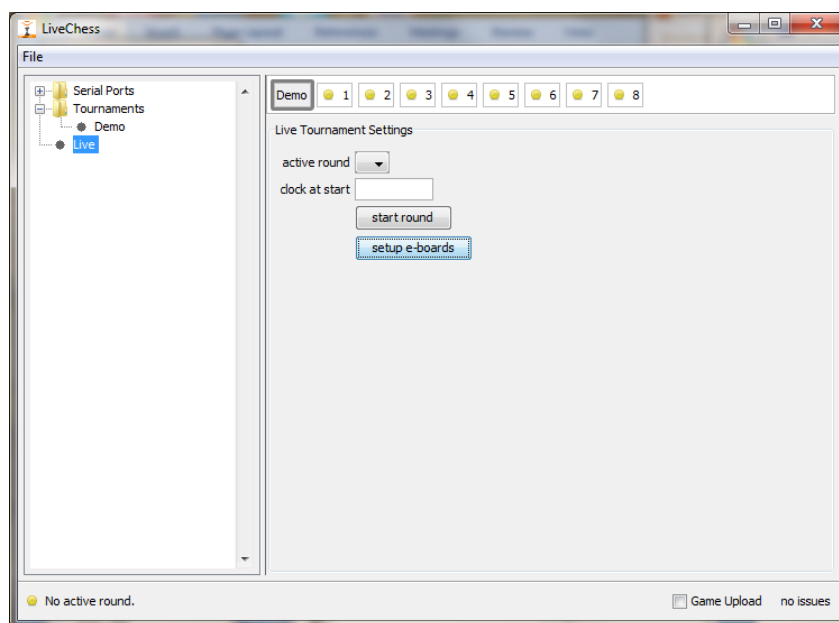 LiveChess
File
Serial Ports
Tournaments
Demo
Live
Demo 1 2 3 4 5 6 7 8
Live Tournament Settings
active round
clock at start
start round
setup e-boards
No active round.
Game Upload no issues